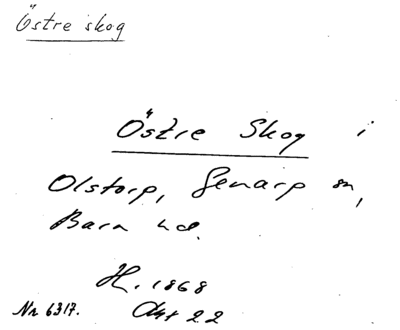 Östre skog
Östre Skog i
Olstorp, Genarp sn,
Bara hd.
H. 1868
Akt 22
Nr 6317.